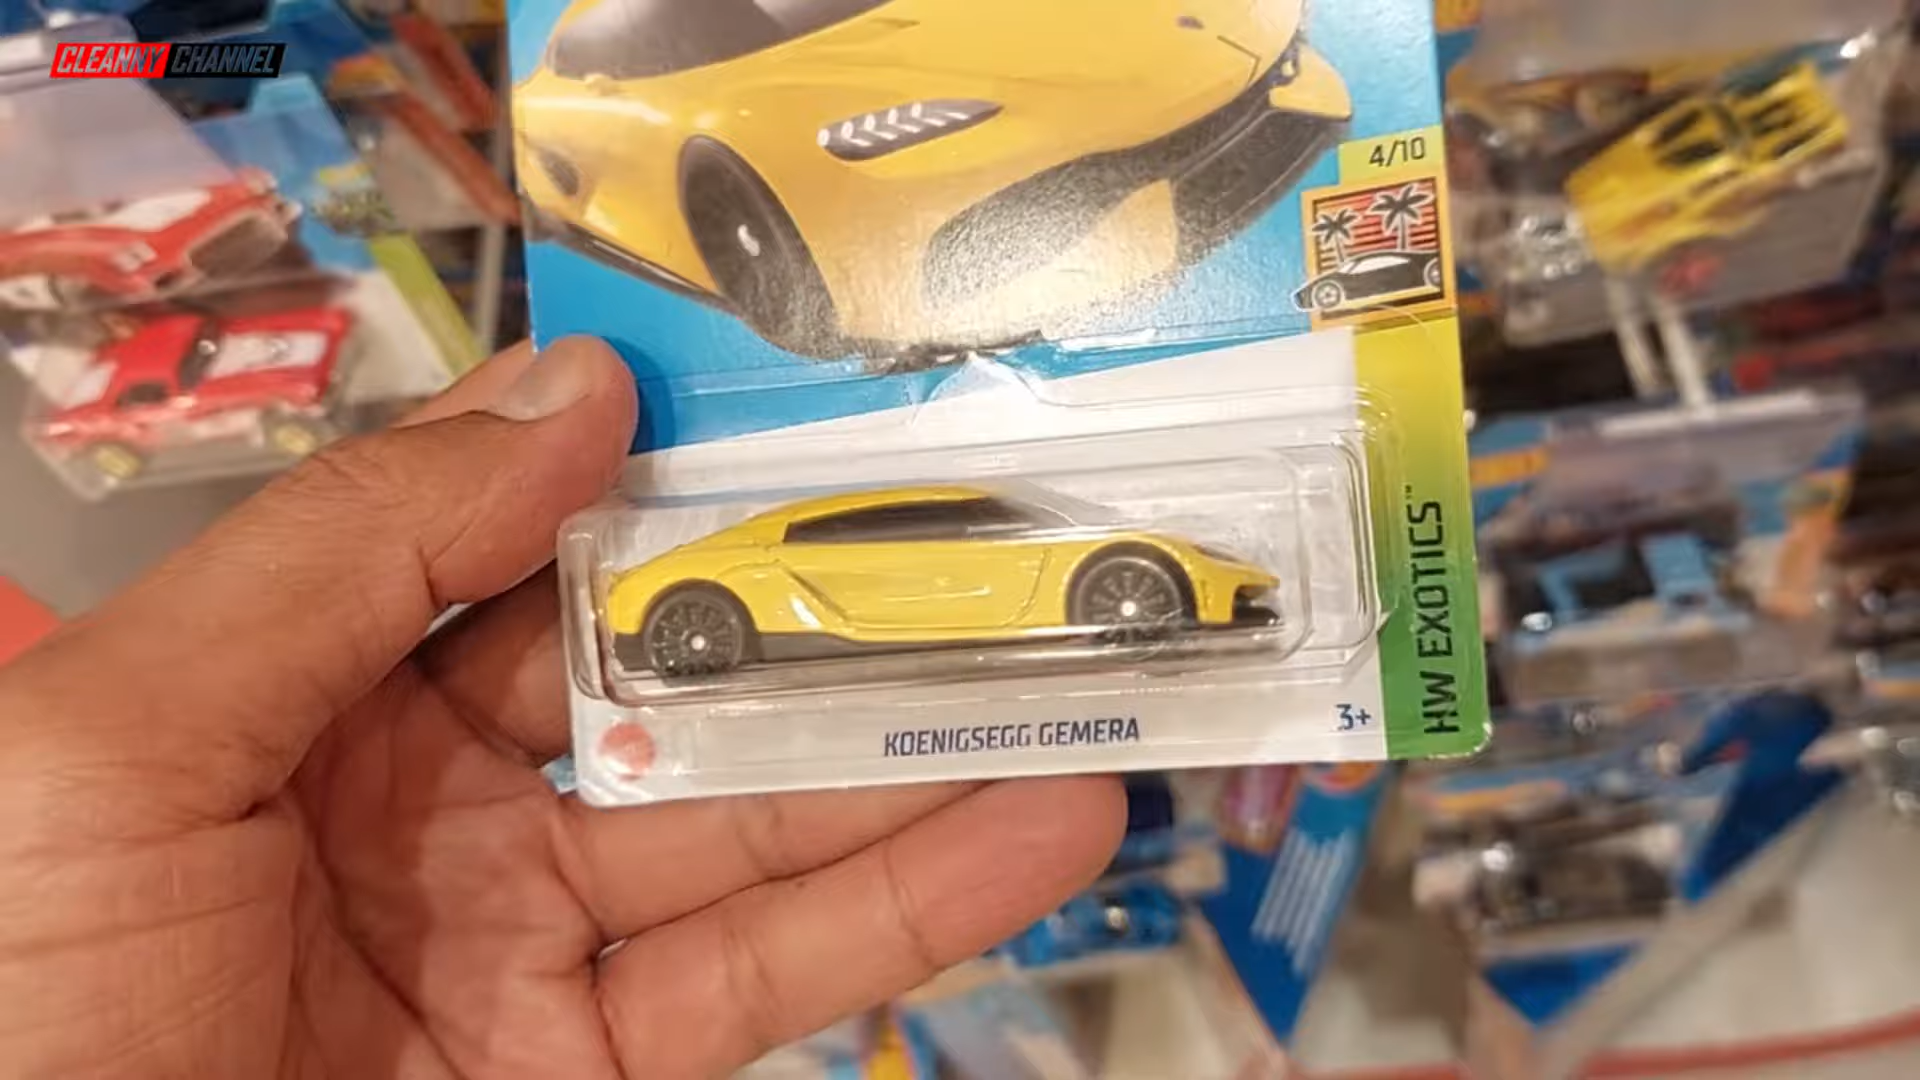 CLEANNY CHANNEL
4/10
HW EXOTICS™
KOENIGSEGG GEMERA
3+